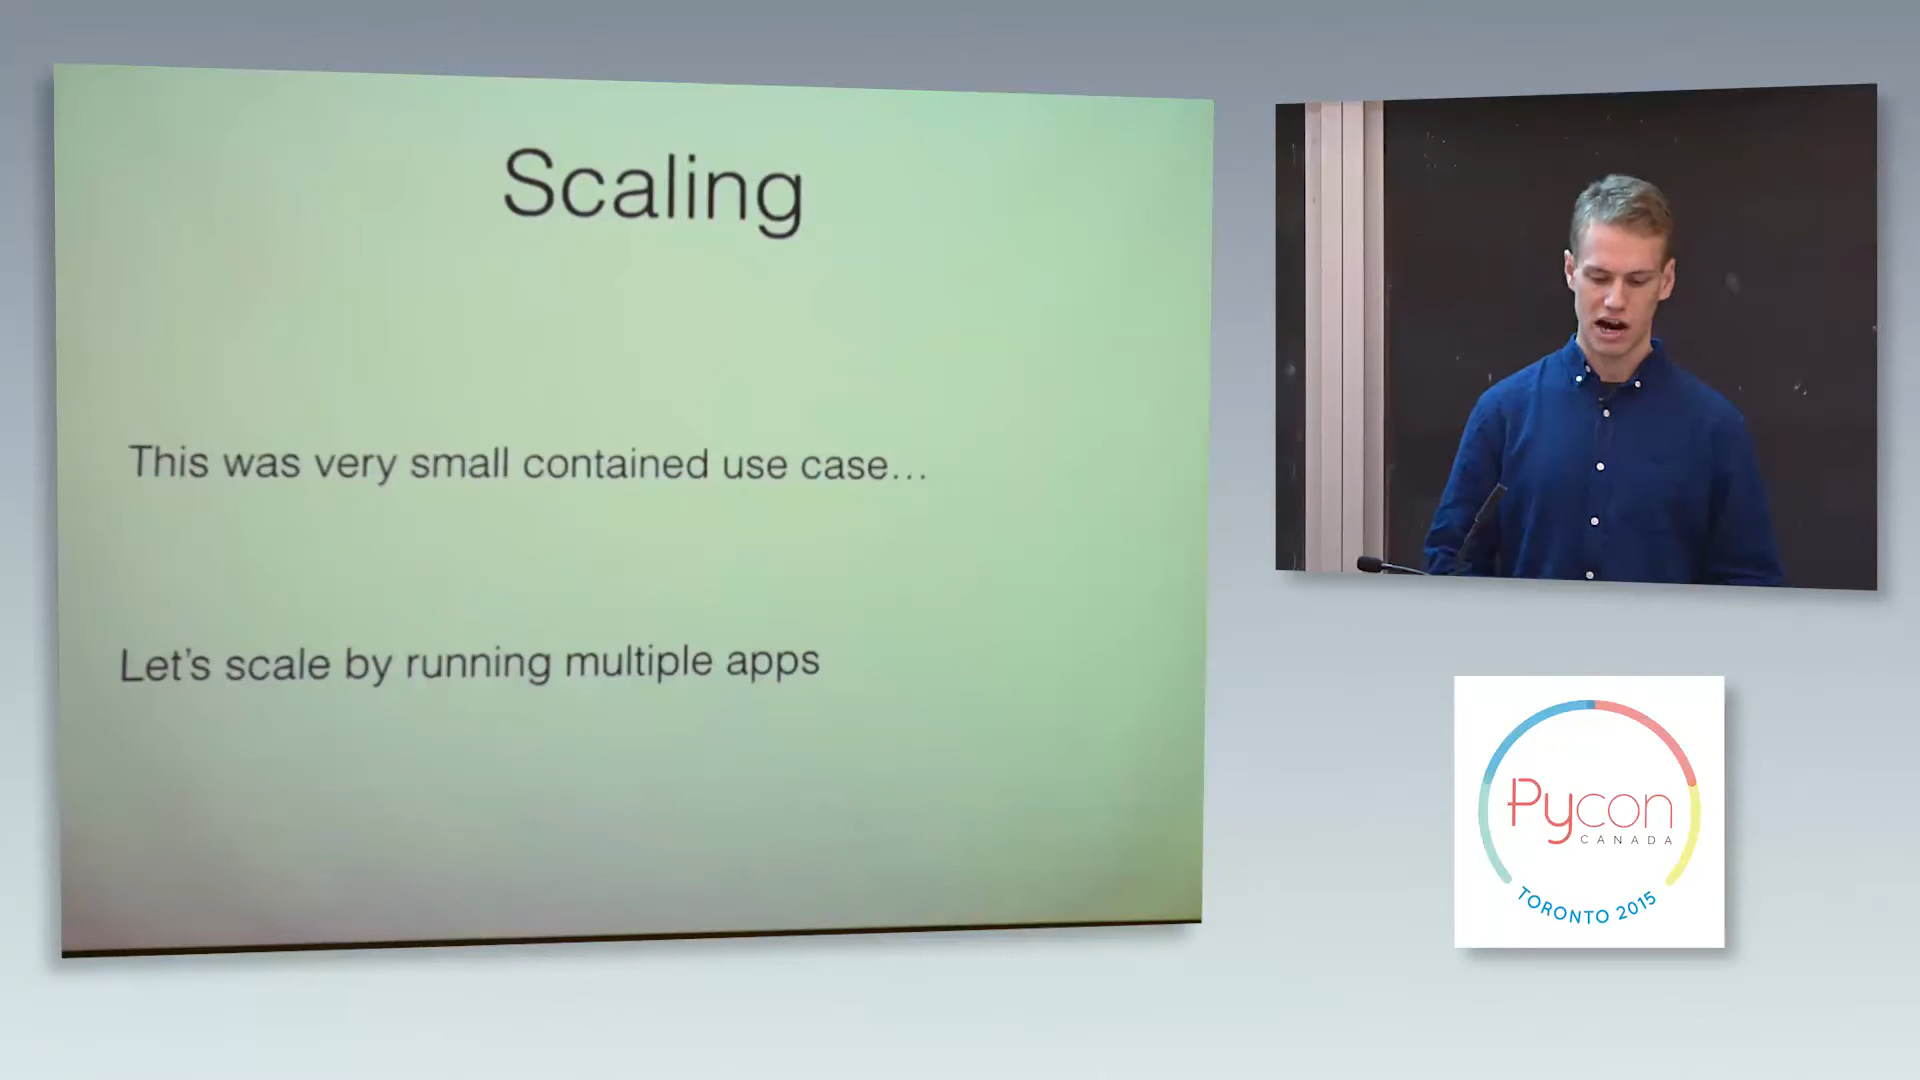 Scaling
This was very small contained use case…
Let's scale by running multiple apps
Pycon
CANADA
TORONTO 2015